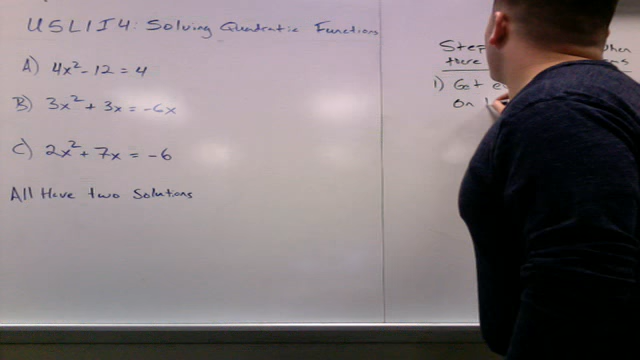 U5L1I4: Solving Quadratic Functions
A) 4x² - 12 = 4
B) 3x² + 3x = -6x
C) 2x² + 7x = -6
All Have two Solutions
Step
there
1) Get
on